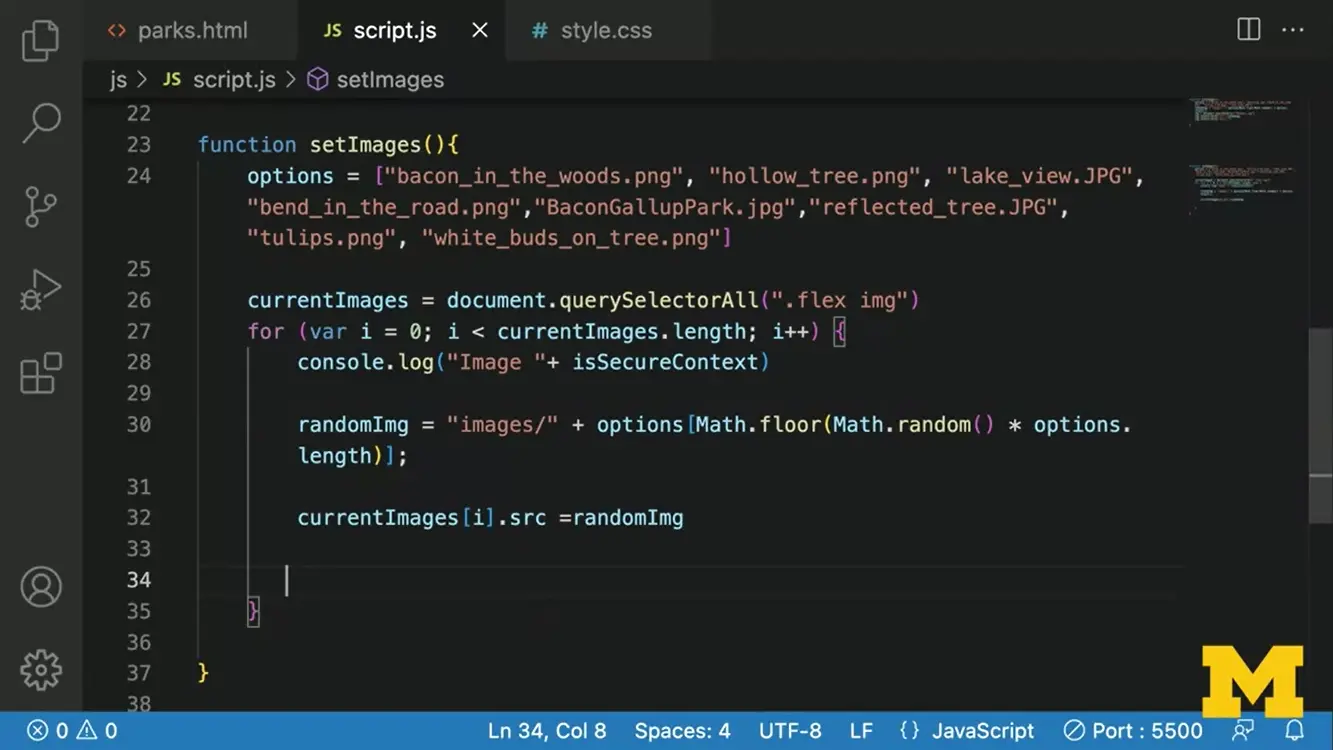 <> parks.html JS script.js × # style.css ...
js > JS script.js > setImages
22
23 function setImages(){
24 options = ["bacon_in_the_woods.png", "hollow_tree.png", "lake_view.JPG",
"bend_in_the_road.png","BaconGallupPark.jpg","reflected_tree.JPG",
"tulips.png", "white_buds_on_tree.png"]
25
26 currentImages = document.querySelectorAll(".flex img")
27 for (var i = 0; i < currentImages.length; i++) {
28 console.log("Image "+ isSecureContext)
29
30 randomImg = "images/" + options[Math.floor(Math.random() * options.
length)];
31
32 currentImages[i].src =randomImg
33
34
35 }
36
37 }
38
0 0 Ln 34, Col 8 Spaces: 4 UTF-8 LF {} JavaScript Port : 5500
M